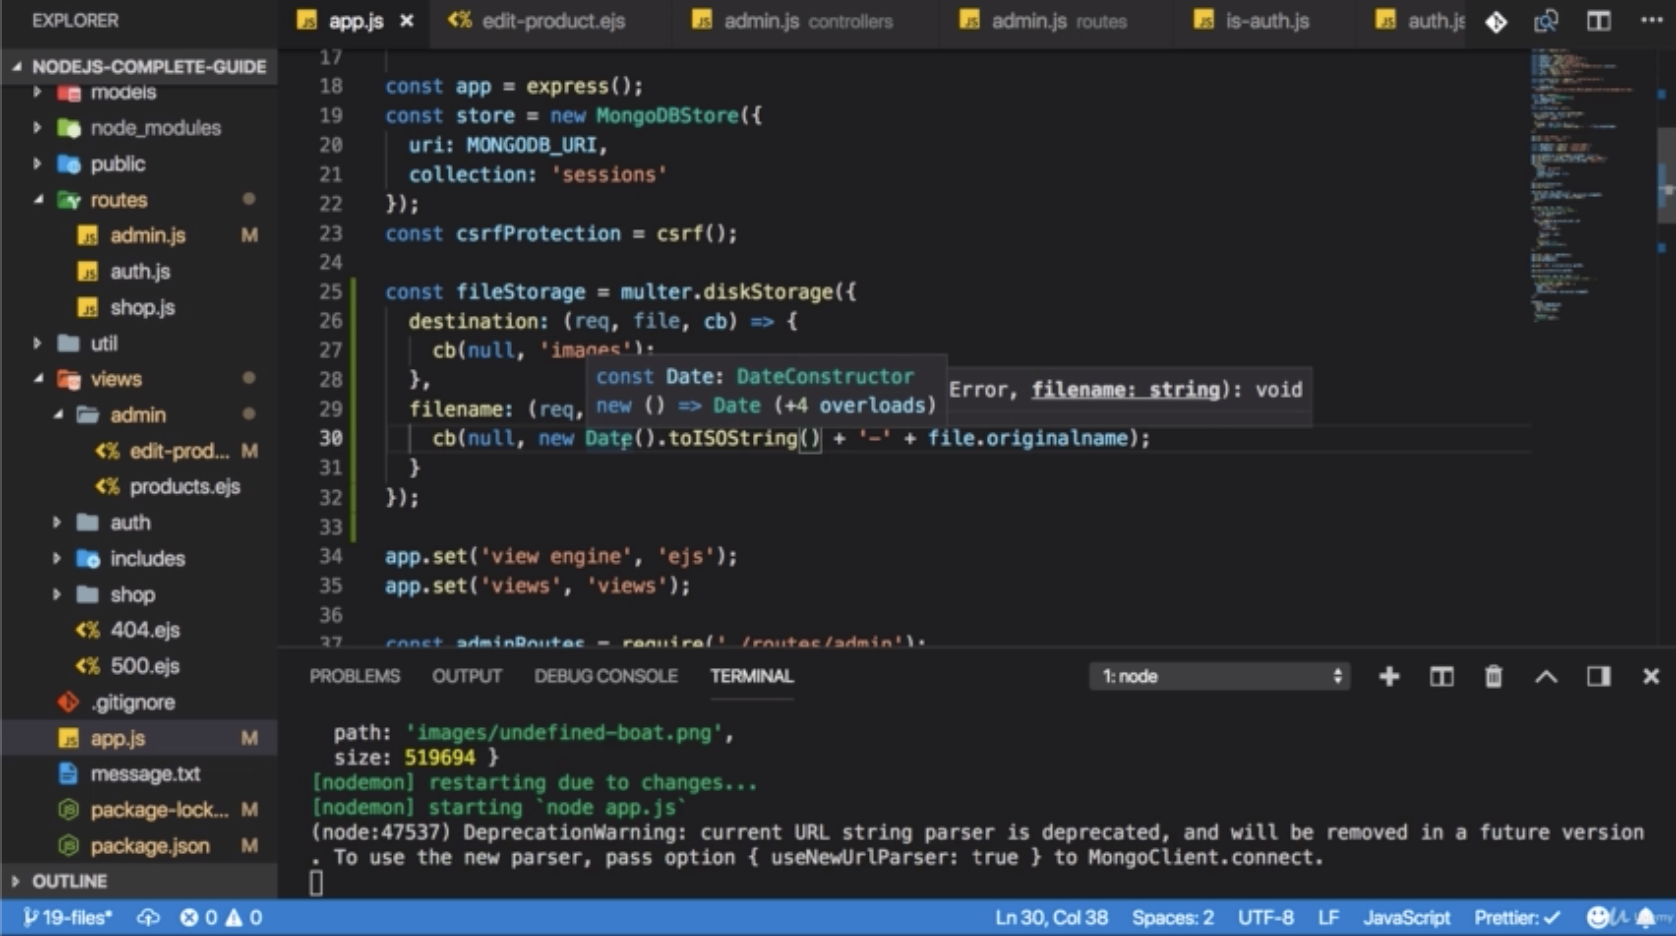 EXPLORER
NODEJS-COMPLETE-GUIDE
models
node_modules
public
routes
admin.js M
auth.js
shop.js
util
views
admin
edit-prod... M
products.ejs
auth
includes
shop
404.ejs
500.ejs
.gitignore
app.js M
message.txt
package-lock... M
package.json M
OUTLINE
app.js
edit-product.ejs
admin.js controllers
admin.js routes
is-auth.js
auth.js
17
18 const app = express();
19 const store = new MongoDBStore({
20 uri: MONGODB_URI,
21 collection: 'sessions'
22 });
23 const csrfProtection = csrf();
24
25 const fileStorage = multer.diskStorage({
26 destination: (req, file, cb) => {
27 cb(null, 'images');
28 },
29 filename: (req,
30 cb(null, new Date().toISOString() + '-' + file.originalname);
31 }
32 });
33
34 app.set('view engine', 'ejs');
35 app.set('views', 'views');
36
37 const adminRoutes = require('./routes/admin');
const Date: DateConstructor
new () => Date (+4 overloads)
Error, filename: string): void
PROBLEMS OUTPUT DEBUG CONSOLE TERMINAL
1: node
path: 'images/undefined-boat.png',
size: 519694 }
[nodemon] restarting due to changes...
[nodemon] starting `node app.js`
(node:47537) DeprecationWarning: current URL string parser is deprecated, and will be removed in a future version
. To use the new parser, pass option { useNewUrlParser: true } to MongoClient.connect.
19-files* 0 0 Ln 30, Col 38 Spaces: 2 UTF-8 LF JavaScript Prettier: ✓